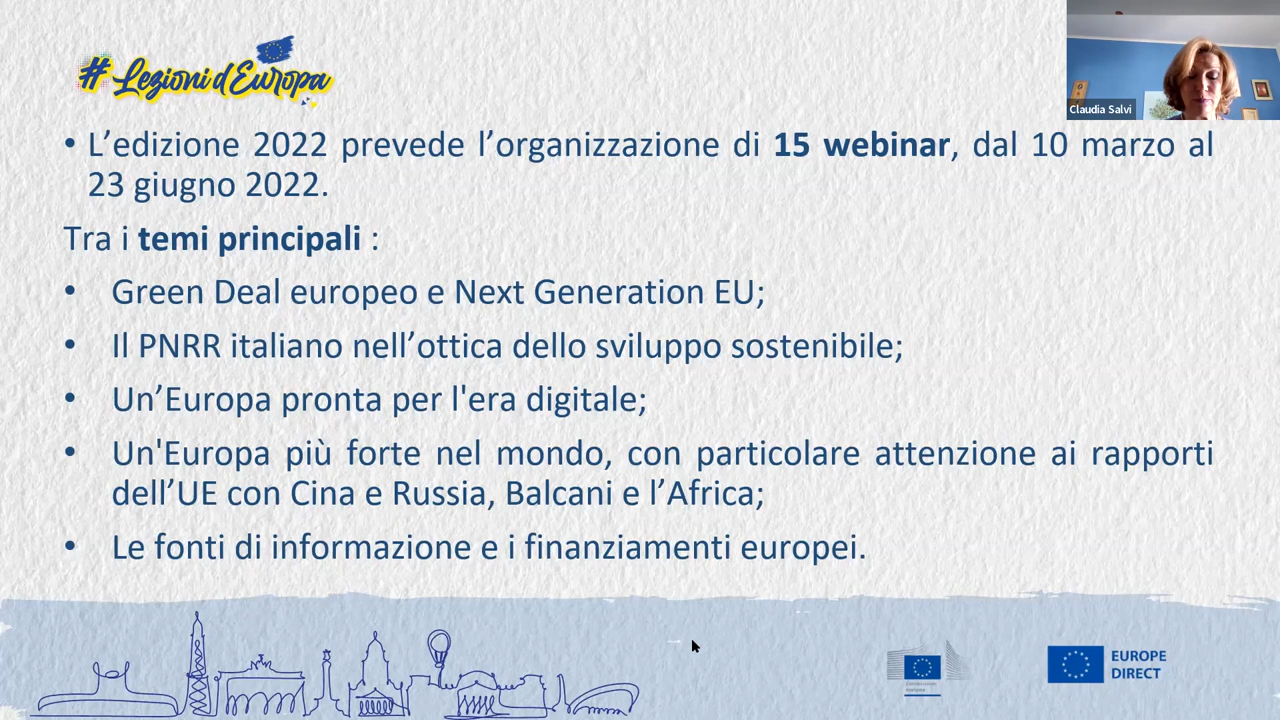 # Lezioni d'Europa
Claudia Salvi
• L’edizione 2022 prevede l’organizzazione di 15 webinar, dal 10 marzo al
23 giugno 2022.
Tra i temi principali :
• Green Deal europeo e Next Generation EU;
• Il PNRR italiano nell’ottica dello sviluppo sostenibile;
• Un’Europa pronta per l'era digitale;
• Un'Europa più forte nel mondo, con particolare attenzione ai rapporti
dell’UE con Cina e Russia, Balcani e l’Africa;
• Le fonti di informazione e i finanziamenti europei.
EUROPE
DIRECT